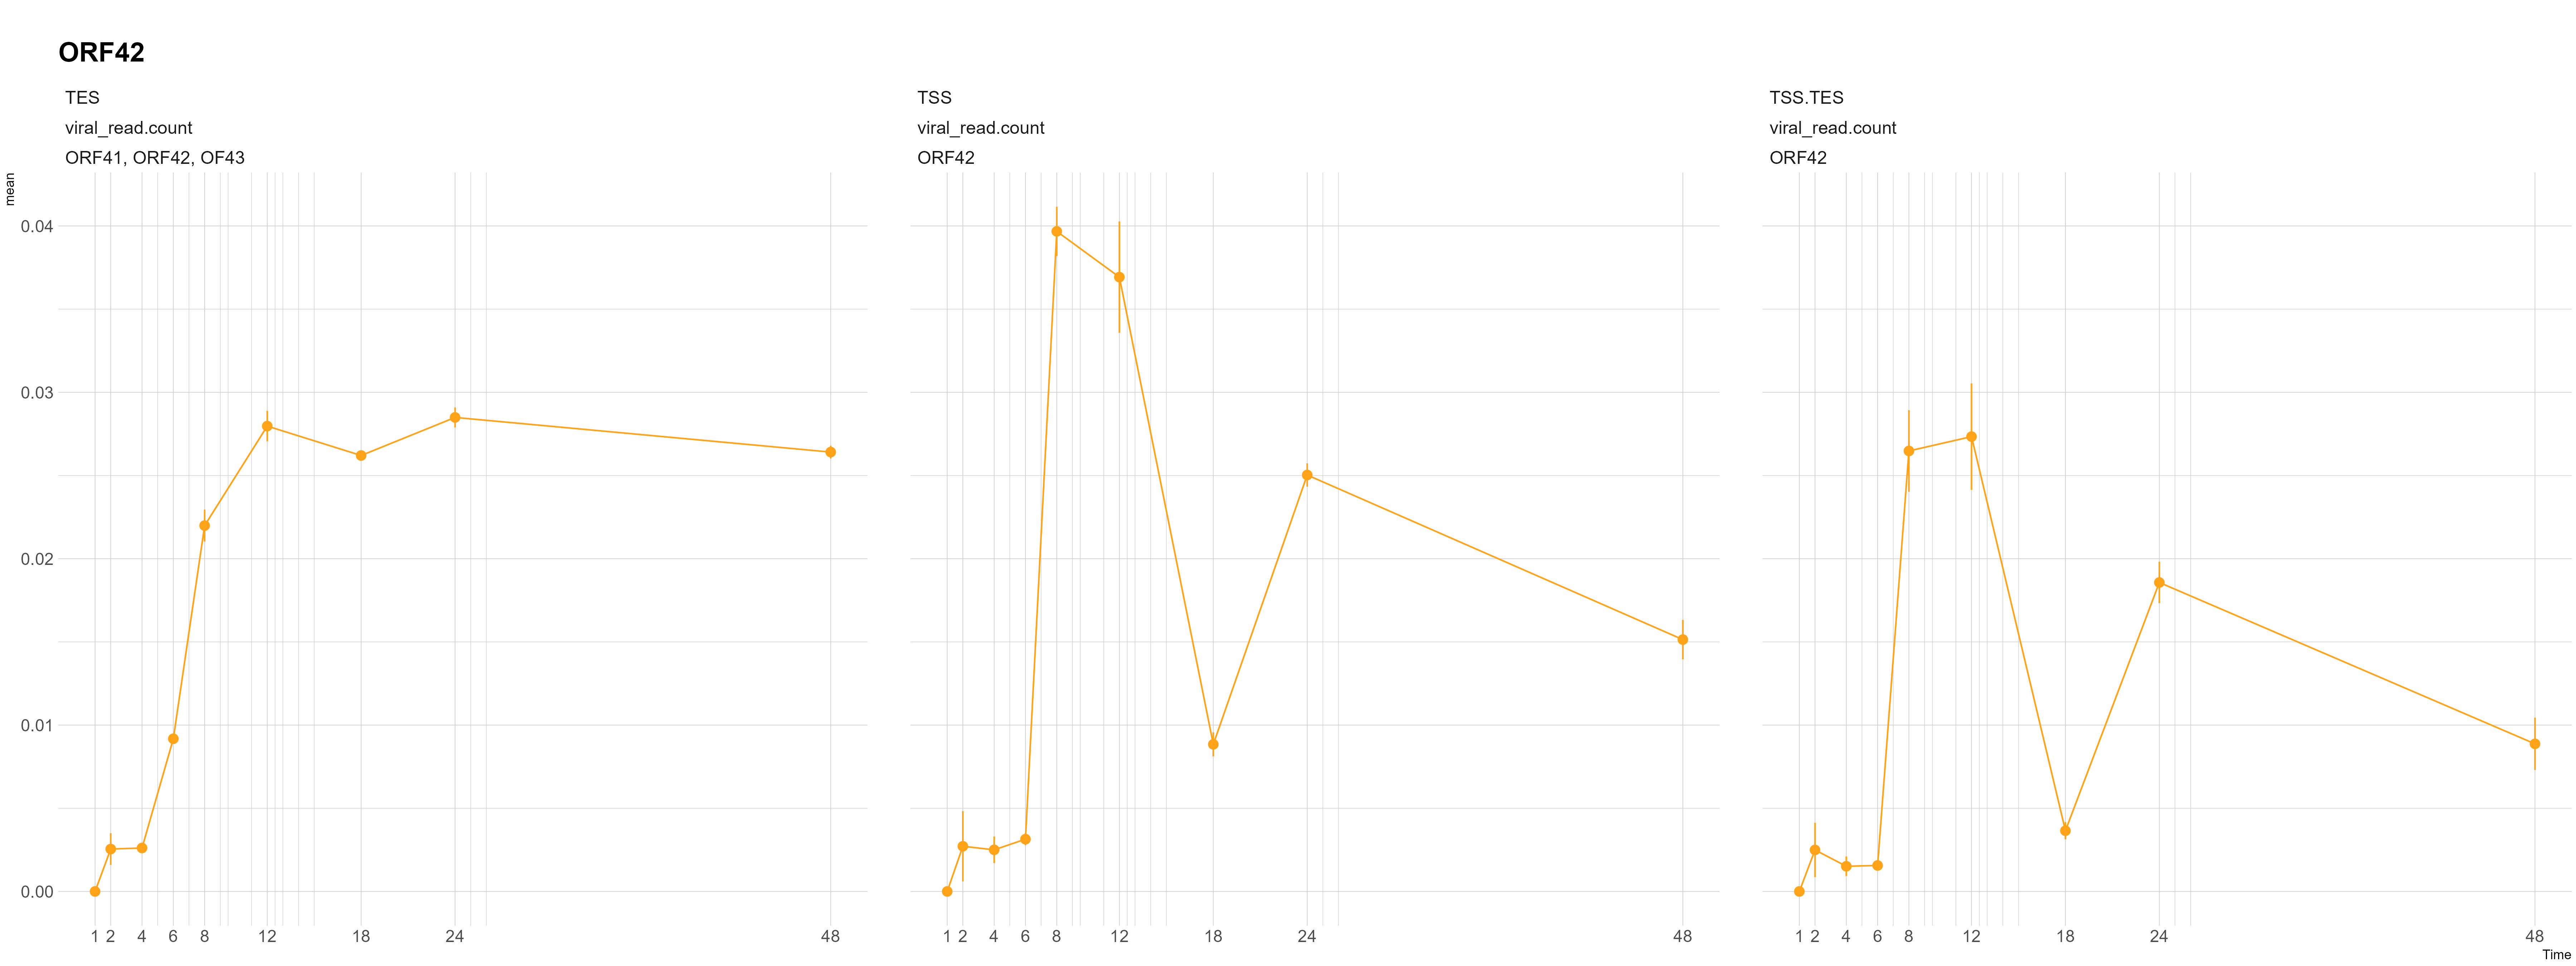 ORF42
TES
viral_read.count
ORF41, ORF42, OF43
TSS
viral_read.count
ORF42
TSS.TES
viral_read.count
ORF42
mean
0.04
0.03
0.02
0.01
0.00
1 2 4 6 8 12 18 24 48
1 2 4 6 8 12 18 24 48
1 2 4 6 8 12 18 24 48
Time